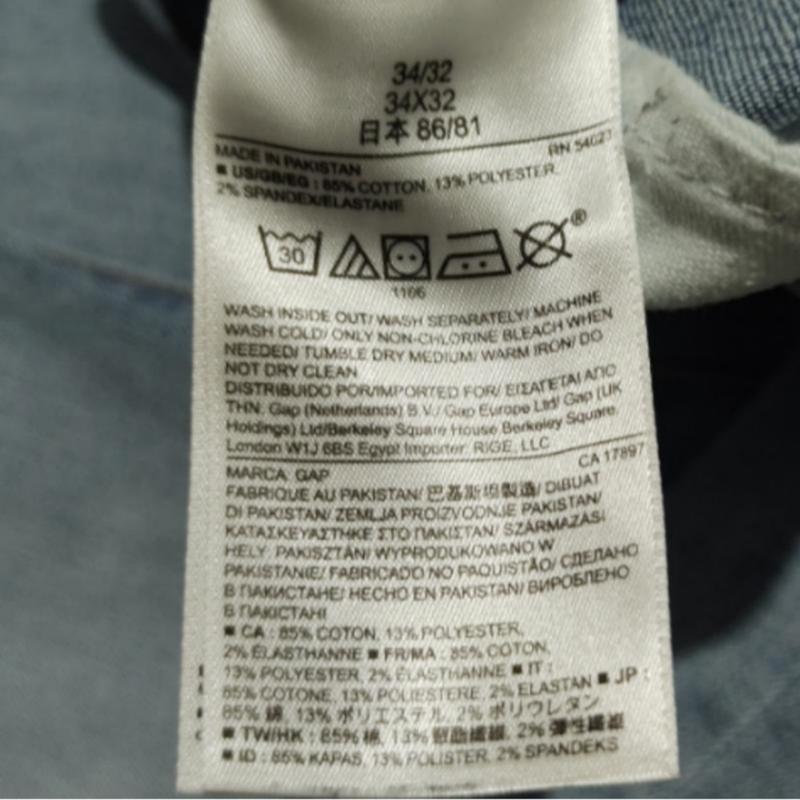 34/32
34X32
日本 86/81
MADE IN PAKISTAN
RN 54023
■ US/GB/EG : 85% COTTON, 13% POLYESTER,
2% SPANDEX/ELASTANE
30
®
1166
WASH INSIDE OUT/ WASH SEPARATELY/ MACHINE
WASH COLD/ ONLY NON-CHLORINE BLEACH WHEN
NEEDED/ TUMBLE DRY MEDIUM/ WARM IRON/ DO
NOT DRY CLEAN
DISTRIBUIDO POR/IMPORTED FOR/ ΕΙΣΑΓΕΤΑΙ ΑΠΟ
ΤΗΝ: Gap (Netherlands) B.V./ Gap Europe Ltd/ Gap (UK
Holdings) Ltd/Berkeley Square House Berkeley Square,
London W1J 6BS Egypt Importer: RIGE, LLC
CA 17897
MARCA: GAP
FABRIQUE AU PAKISTAN/ 巴基斯坦製造/ DIBUAT
DI PAKISTAN/ ZEMLJA PROIZVODNJE PAKISTAN/
ΚΑΤΑΣΚΕΥΑΣΤΗΚΕ ΣΤΟ ΠΑΚΙΣΤΑΝ/ SZÁRMAZÁSI
HELY: PAKISZTÁN/ WYPRODUKOWANO W
PAKISTANIE/ FABRICADO NO PAQUISTÃO/ СДЕЛАНО
В ПАКИСТАНЕ/ HECHO EN PAKISTAN/ ВИРОБЛЕНО
В ПАКИСТАНІ
■ CA : 85% COTON, 13% POLYESTER,
2% ÉLASTHANNE ■ FR/MA : 85% COTON,
13% POLYESTER, 2% ÉLASTHANNE ■ IT :
85% COTONE, 13% POLIESTERE, 2% ELASTAN ■ JP :
85% 綿, 13% ポリエステル, 2% ポリウレタン
■ TW/HK : 85% 棉, 13% 聚酯纖維, 2% 彈性纖維
■ ID : 85% KAPAS, 13% POLISTER, 2% SPANDEKS